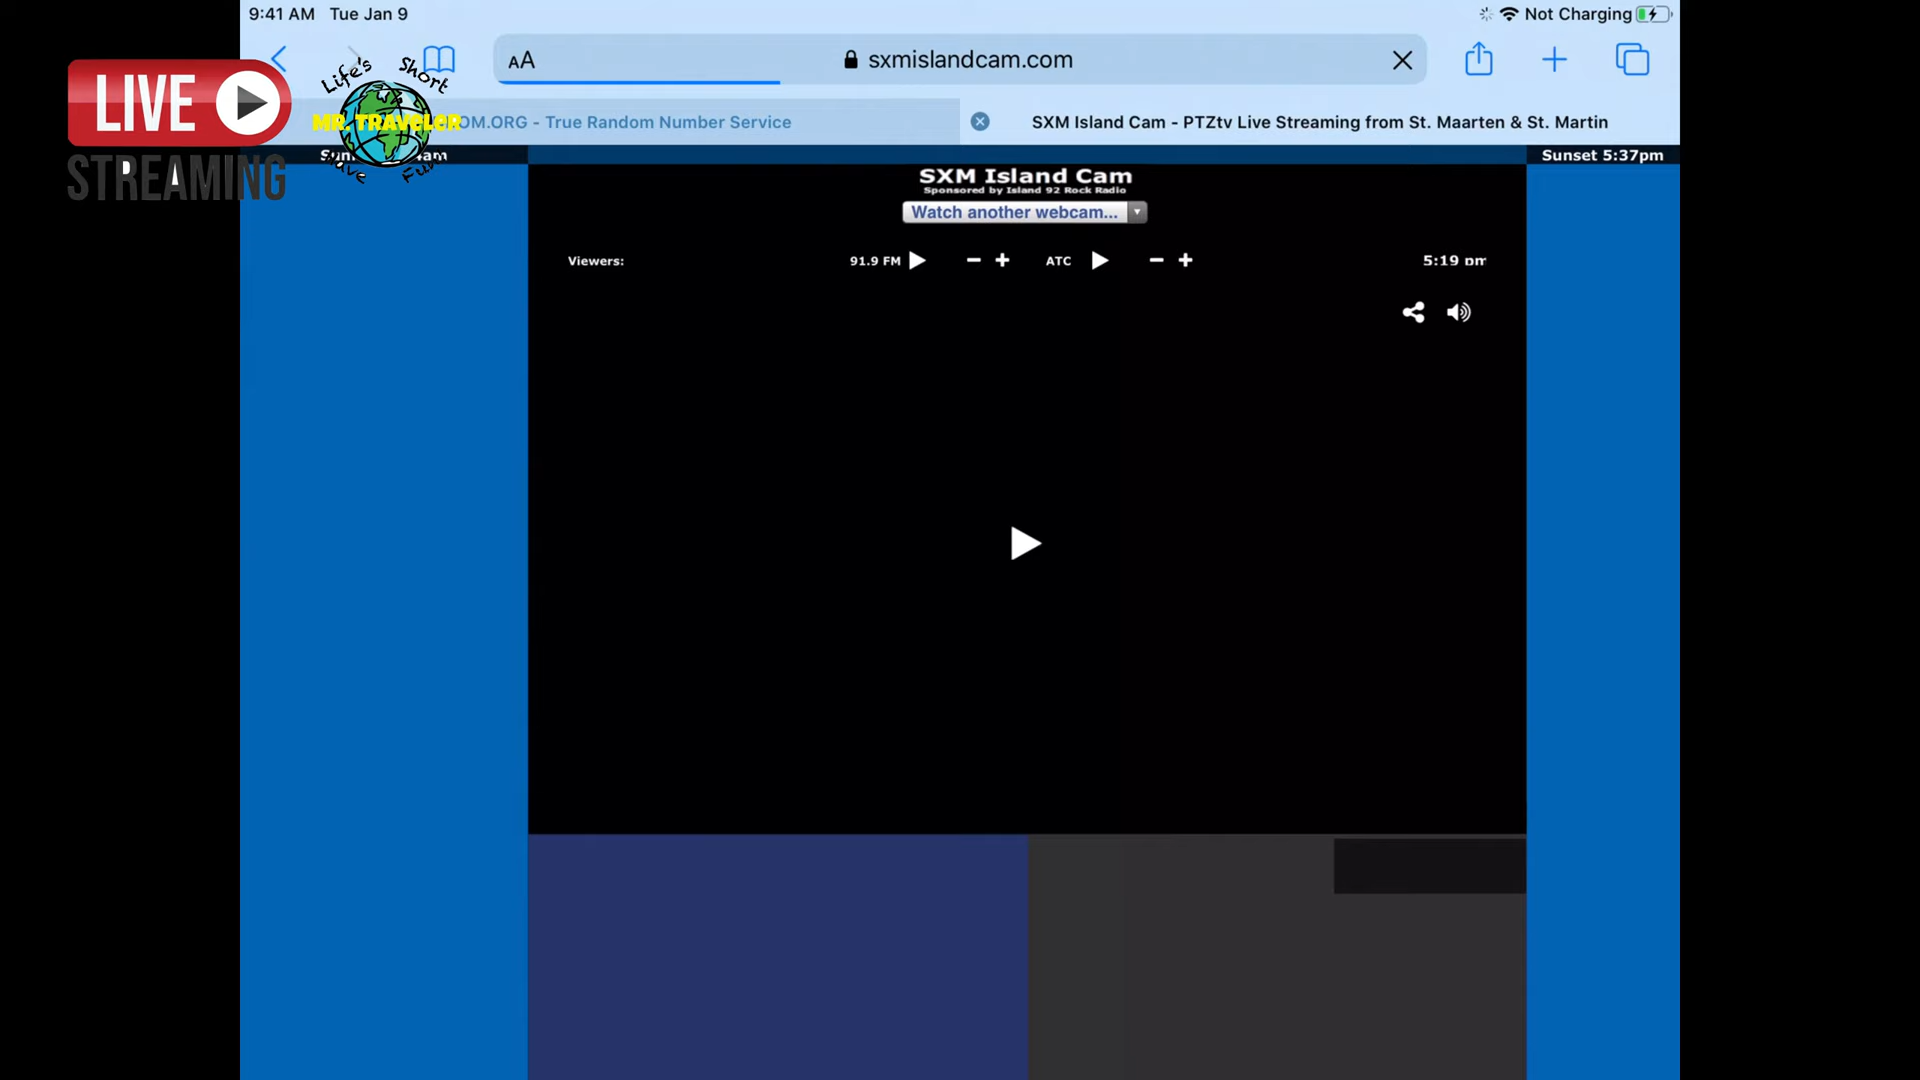 9:41 AM Tue Jan 9
Not Charging
AA
sxmislandcam.com
LIVE
STREAMING
Life's Short
MR. TRAVELER
Have Fun
OM.ORG - True Random Number Service
SXM Island Cam - PTZtv Live Streaming from St. Maarten & St. Martin
Sunset 5:37pm
SXM Island Cam
Sponsored by Island 92 Rock Radio
Watch another webcam...
Viewers:
91.9 FM
ATC
5:19 pm